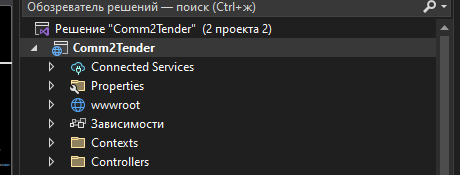 Обозреватель решений — поиск (Ctrl+ж)
Решение "Comm2Tender" (2 проекта 2)
Comm2Tender
Connected Services
Properties
wwwroot
Зависимости
Contexts
Controllers